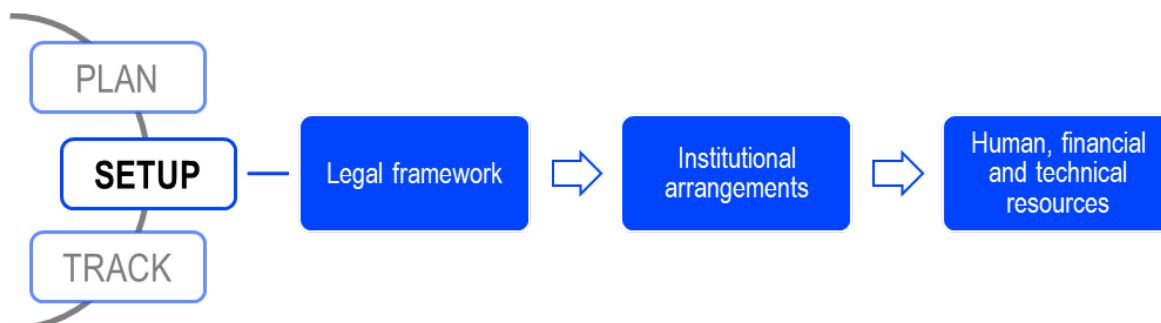 PLAN
SETUP
TRACK
Legal framework
Institutional
arrangements
Human, financial
and technical
resources